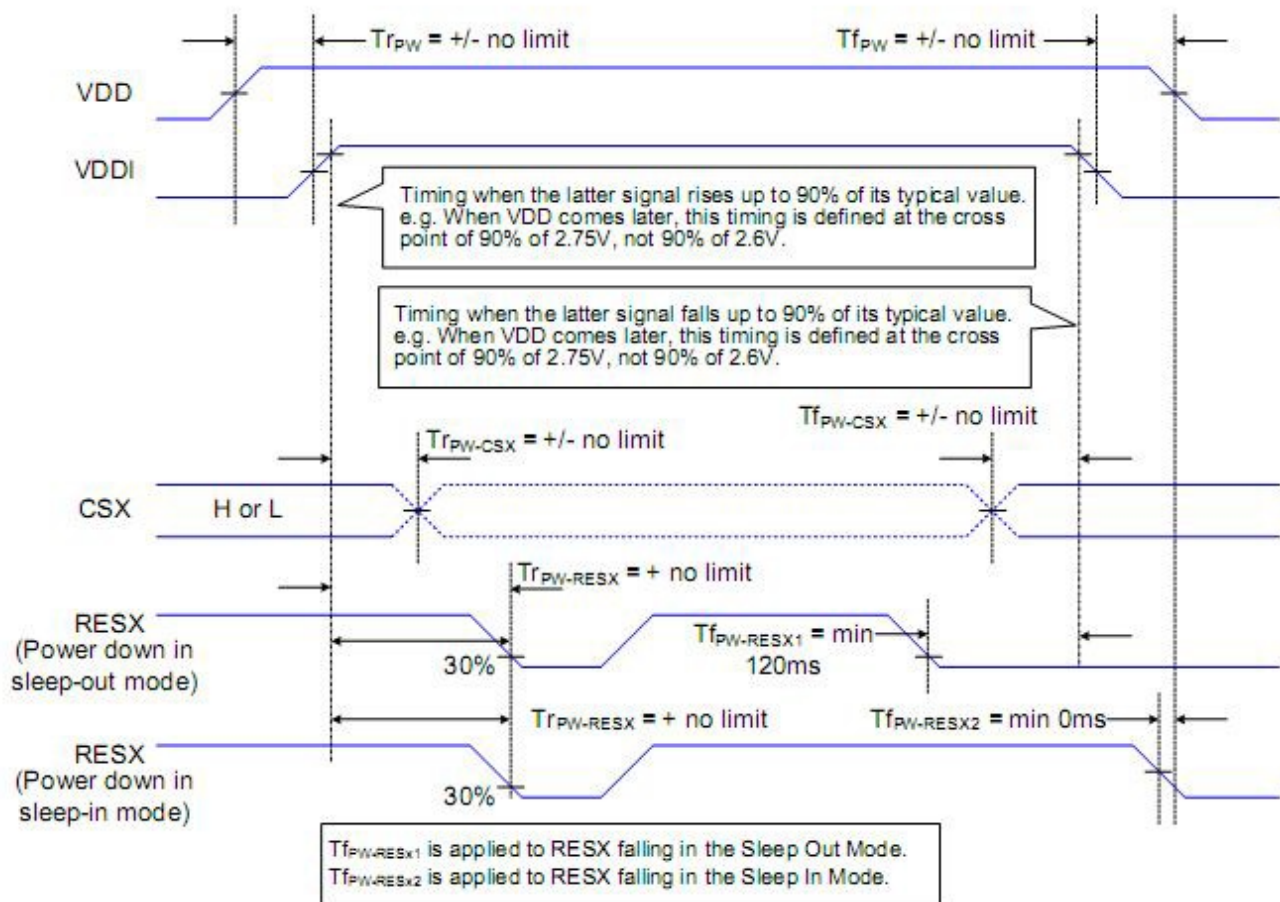 TrPW = +/- no limit
TfPW = +/- no limit
VDD
VDDI
Timing when the latter signal rises up to 90% of its typical value.
e.g. When VDD comes later, this timing is defined at the cross
point of 90% of 2.75V, not 90% of 2.6V.
Timing when the latter signal falls up to 90% of its typical value.
e.g. When VDD comes later, this timing is defined at the cross
point of 90% of 2.75V, not 90% of 2.6V.
TfPW-CSX = +/- no limit
TrPW-CSX = +/- no limit
CSX
H or L
TrPW-RESX = + no limit
RESX
(Power down in
sleep-out mode)
30%
TfPW-RESX1 = min
120ms
TrPW-RESX = + no limit
TfPW-RESX2 = min 0ms
RESX
(Power down in
sleep-in mode)
30%
TfPW-RESx1 is applied to RESX falling in the Sleep Out Mode.
TfPW-RESx2 is applied to RESX falling in the Sleep In Mode.